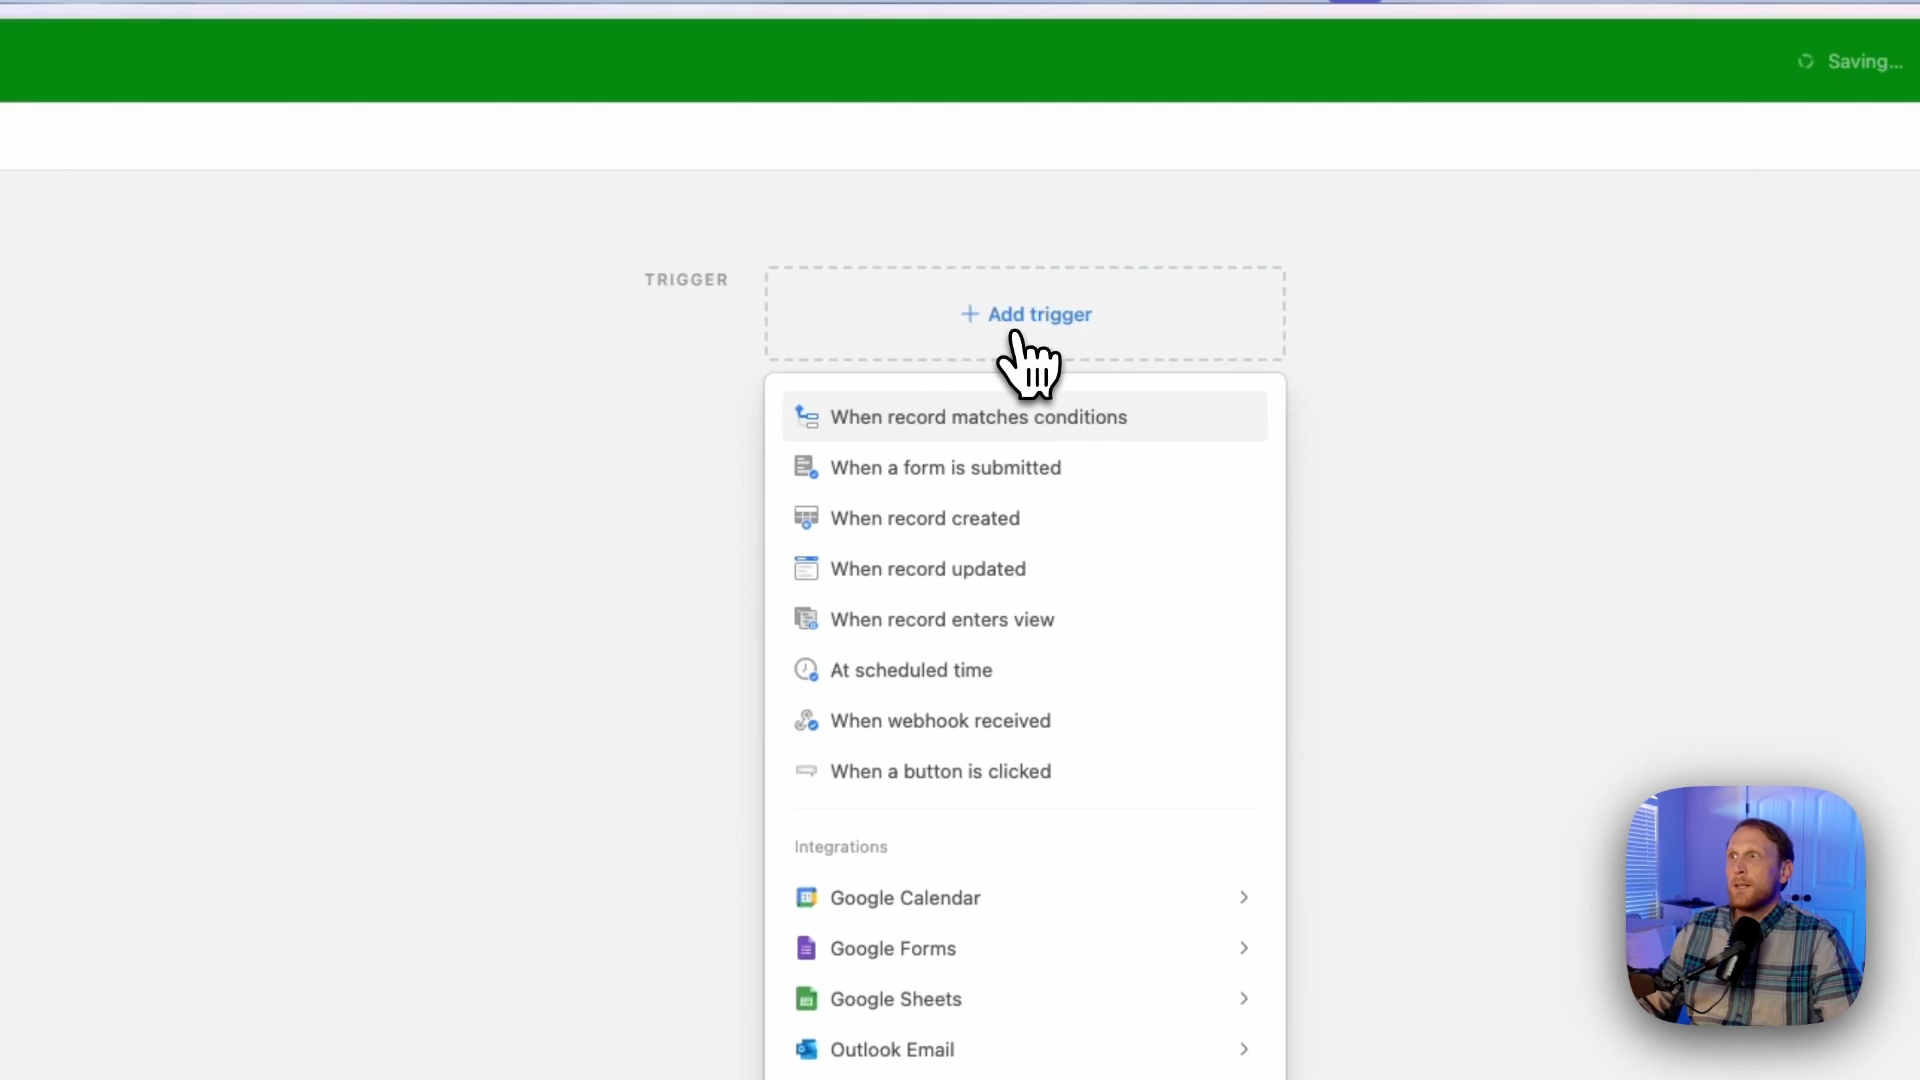 Saving...
TRIGGER
+ Add trigger
When record matches conditions
When a form is submitted
When record created
When record updated
When record enters view
At scheduled time
When webhook received
When a button is clicked
Integrations
Google Calendar
Google Forms
Google Sheets
Outlook Email